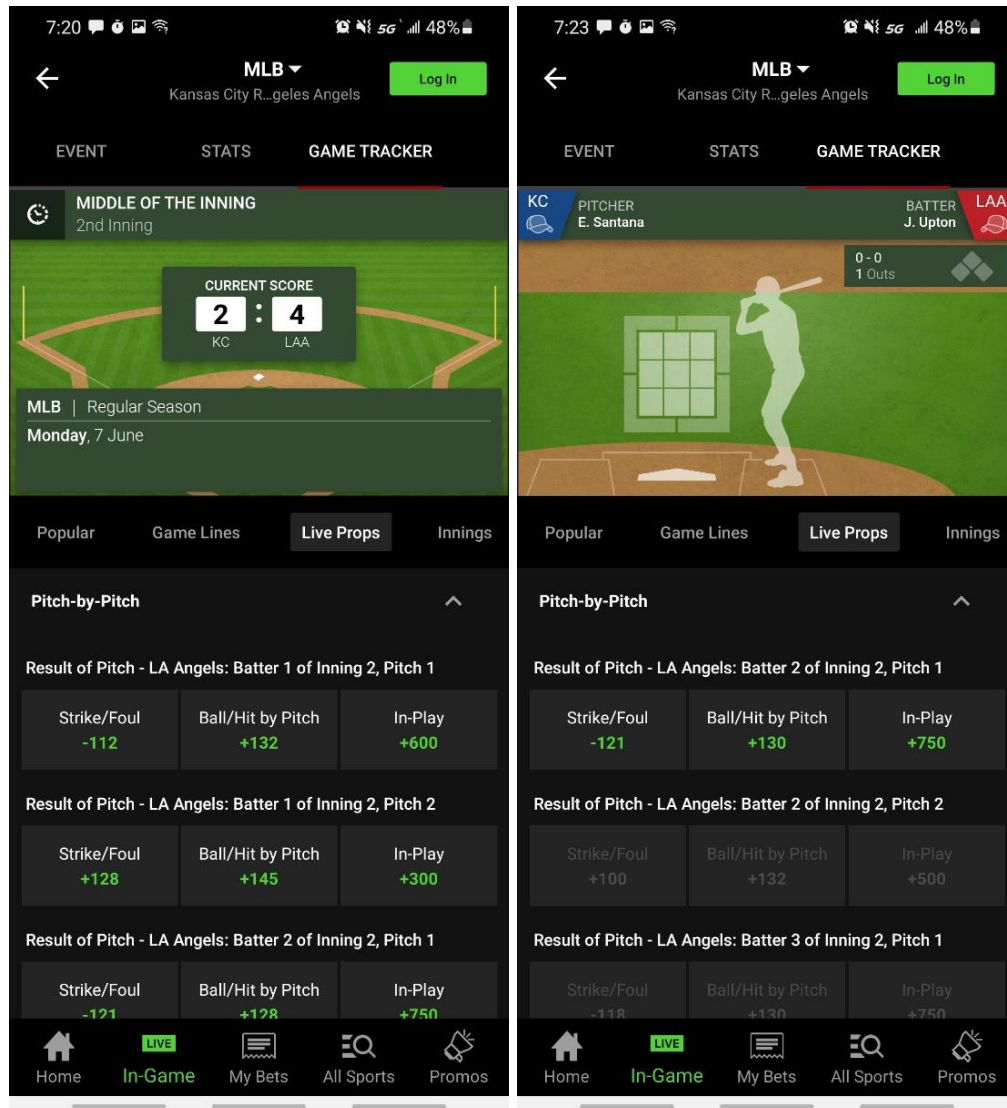 7:20
5G 48%
MLB
Kansas City R...geles Angels
Log In
EVENT STATS GAME TRACKER
MIDDLE OF THE INNING
2nd Inning
CURRENT SCORE
2 : 4
KC LAA
MLB | Regular Season
Monday, 7 June
Popular Game Lines Live Props Innings
Pitch-by-Pitch
Result of Pitch - LA Angels: Batter 1 of Inning 2, Pitch 1
Strike/Foul Ball/Hit by Pitch In-Play
-112 +132 +600
Result of Pitch - LA Angels: Batter 1 of Inning 2, Pitch 2
Strike/Foul Ball/Hit by Pitch In-Play
+128 +145 +300
Result of Pitch - LA Angels: Batter 2 of Inning 2, Pitch 1
Strike/Foul Ball/Hit by Pitch In-Play
-121 +128 +750
LIVE
Home In-Game My Bets All Sports Promos
7:23
5G 48%
MLB
Kansas City R...geles Angels
Log In
EVENT STATS GAME TRACKER
KC PITCHER BATTER LAA
E. Santana J. Upton
0 - 0
1 Outs
Popular Game Lines Live Props Innings
Pitch-by-Pitch
Result of Pitch - LA Angels: Batter 2 of Inning 2, Pitch 1
Strike/Foul Ball/Hit by Pitch In-Play
-121 +130 +750
Result of Pitch - LA Angels: Batter 2 of Inning 2, Pitch 2
Strike/Foul Ball/Hit by Pitch In-Play
+100 +132 +500
Result of Pitch - LA Angels: Batter 3 of Inning 2, Pitch 1
Strike/Foul Ball/Hit by Pitch In-Play
-118 +130 +750
LIVE
Home In-Game My Bets All Sports Promos